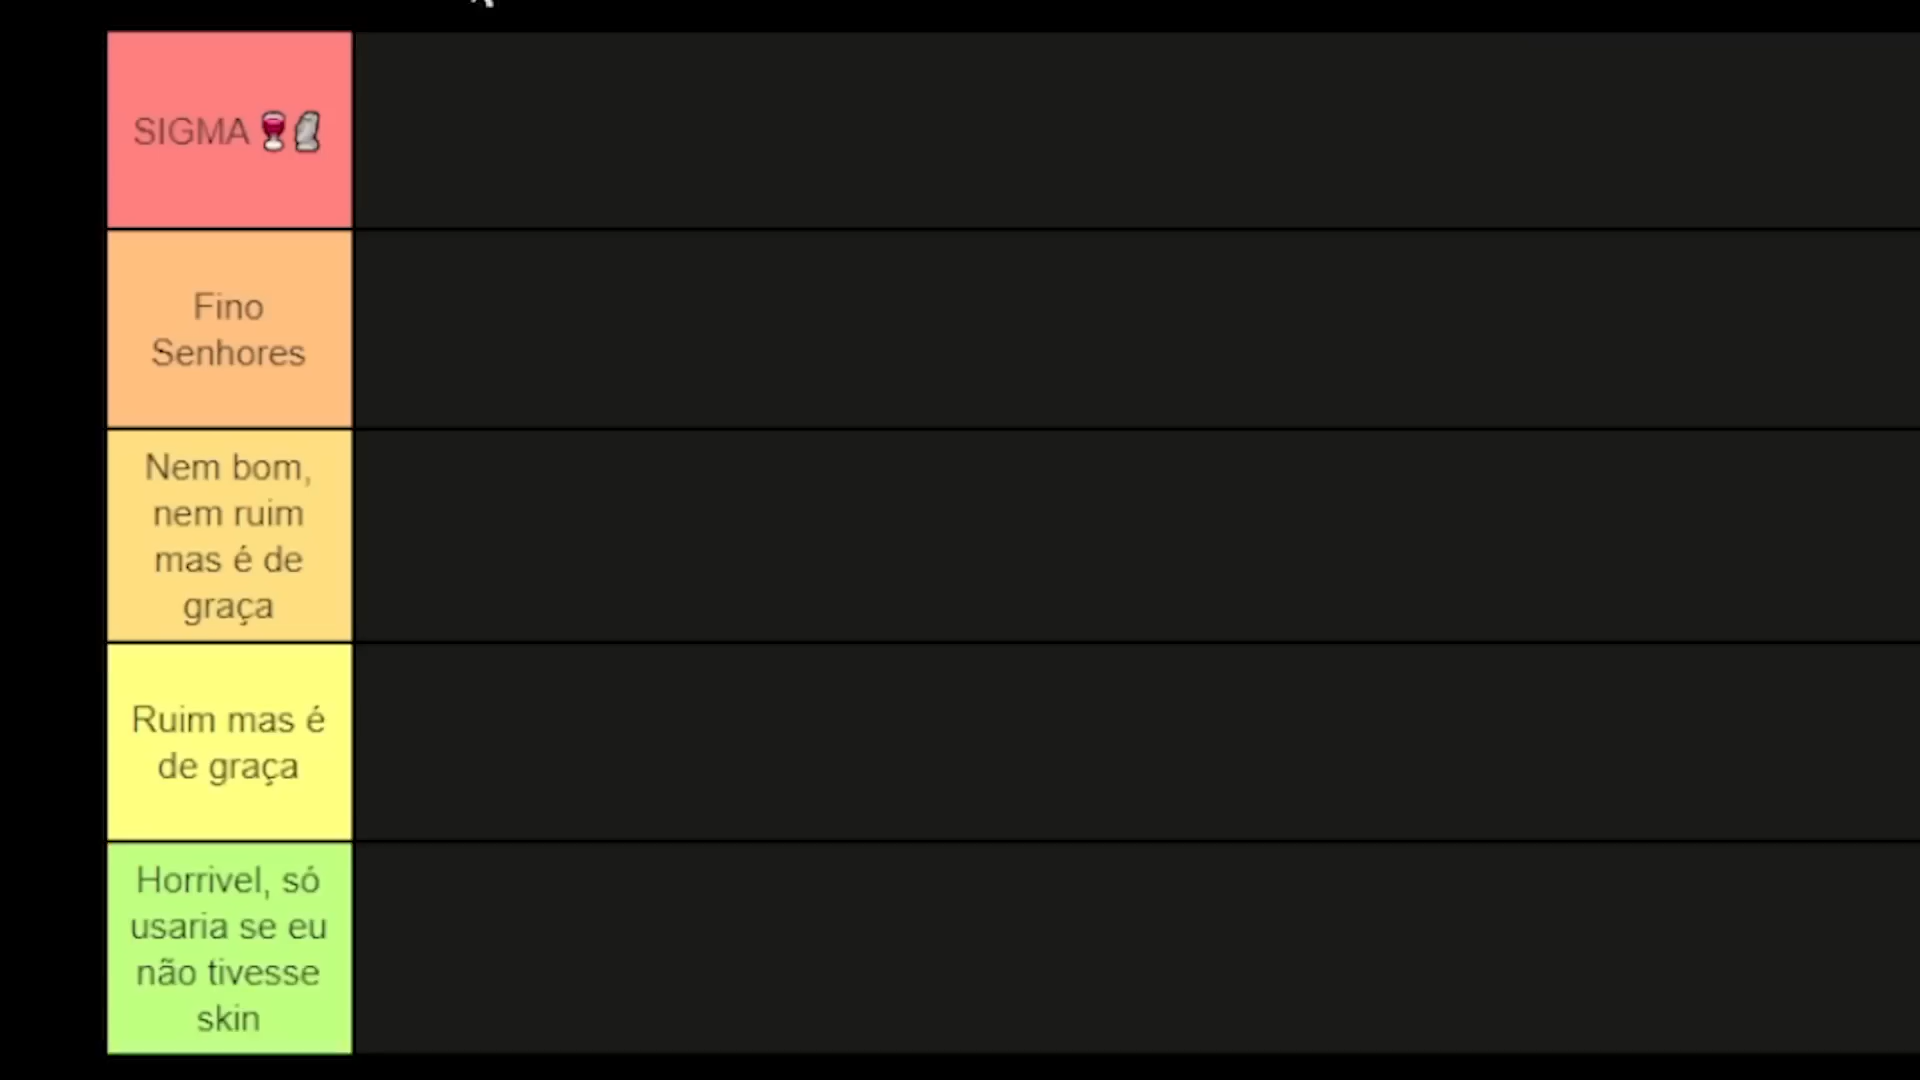 SIGMA 🍷🗿
Fino
Senhores
Nem bom,
nem ruim
mas é de
graça
Ruim mas é
de graça
Horrivel, só
usaria se eu
não tivesse
skin